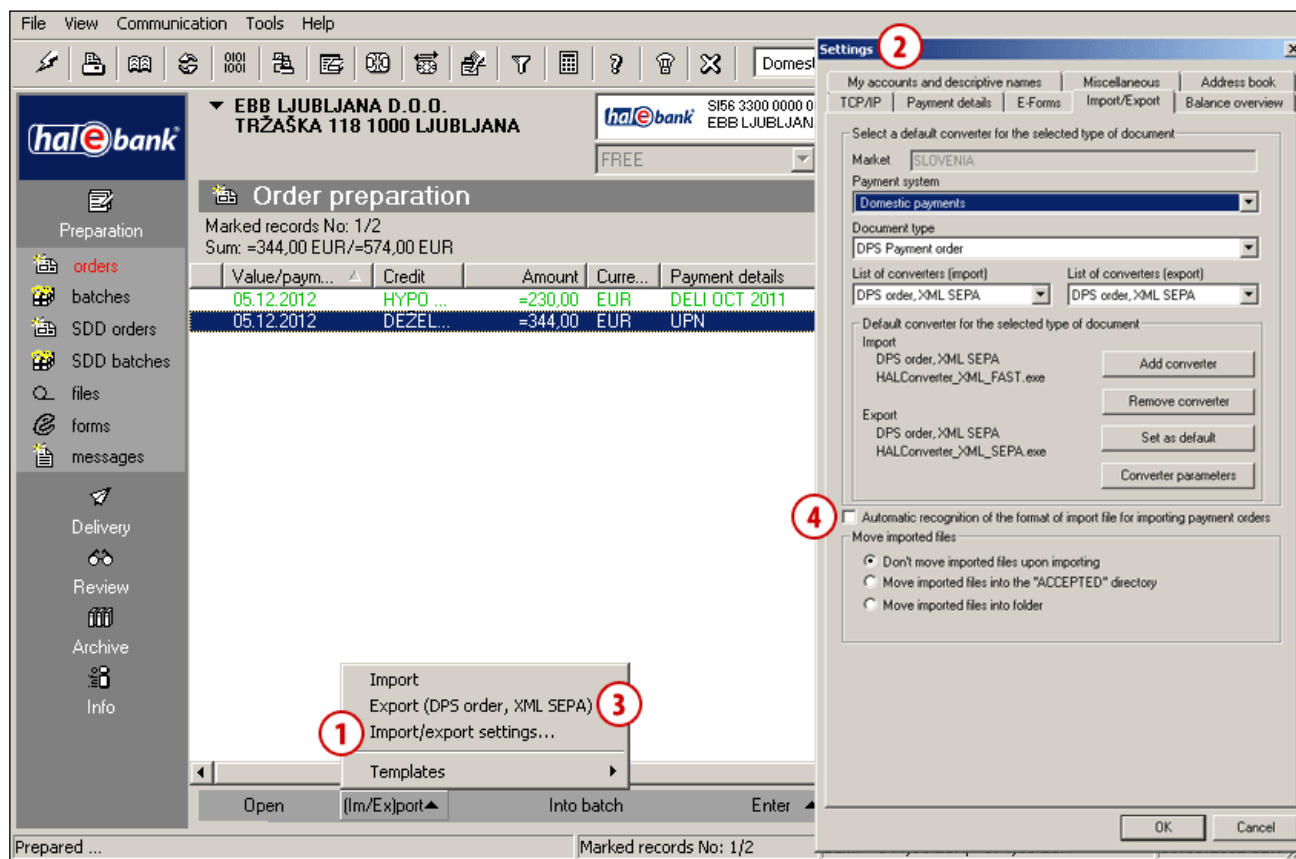 File View Communication Tools Help
Domest
hal@bank
EBB LJUBLJANA D.O.O.
TRŽAŠKA 118 1000 LJUBLJANA
hal@bank
SI56 3300 0000 0
EBB LJUBLJAN
FREE
Preparation
orders
batches
SDD orders
SDD batches
files
forms
messages
Delivery
Review
Archive
Info
Order preparation
Marked records No: 1/2
Sum: =344,00 EUR/=574,00 EUR
Value/paym... Credit Amount Curre... Payment details
05.12.2012 HYPO ... =230,00 EUR DELI OCT 2011
05.12.2012 DEŽEL... =344,00 EUR UPN
Import
Export (DPS order, XML SEPA) 3
1 Import/export settings...
Templates
Open (Im/Ex)port Into batch Enter
Prepared ... Marked records No: 1/2
Settings 2
My accounts and descriptive names Miscellaneous Address book
TCP/IP Payment details E-Forms Import/Export Balance overview
Select a default converter for the selected type of document
Market SLOVENIA
Payment system
Domestic payments
Document type
DPS Payment order
List of converters (import) List of converters (export)
DPS order, XML SEPA DPS order, XML SEPA
Default converter for the selected type of document
Import
DPS order, XML SEPA
HALConverter_XML_FAST.exe
Export
DPS order, XML SEPA
HALConverter_XML_SEPA.exe
Add converter
Remove converter
Set as default
Converter parameters
4 Automatic recognition of the format of import file for importing payment orders
Move imported files
Don't move imported files upon importing
Move imported files into the "ACCEPTED" directory
Move imported files into folder
OK Cancel